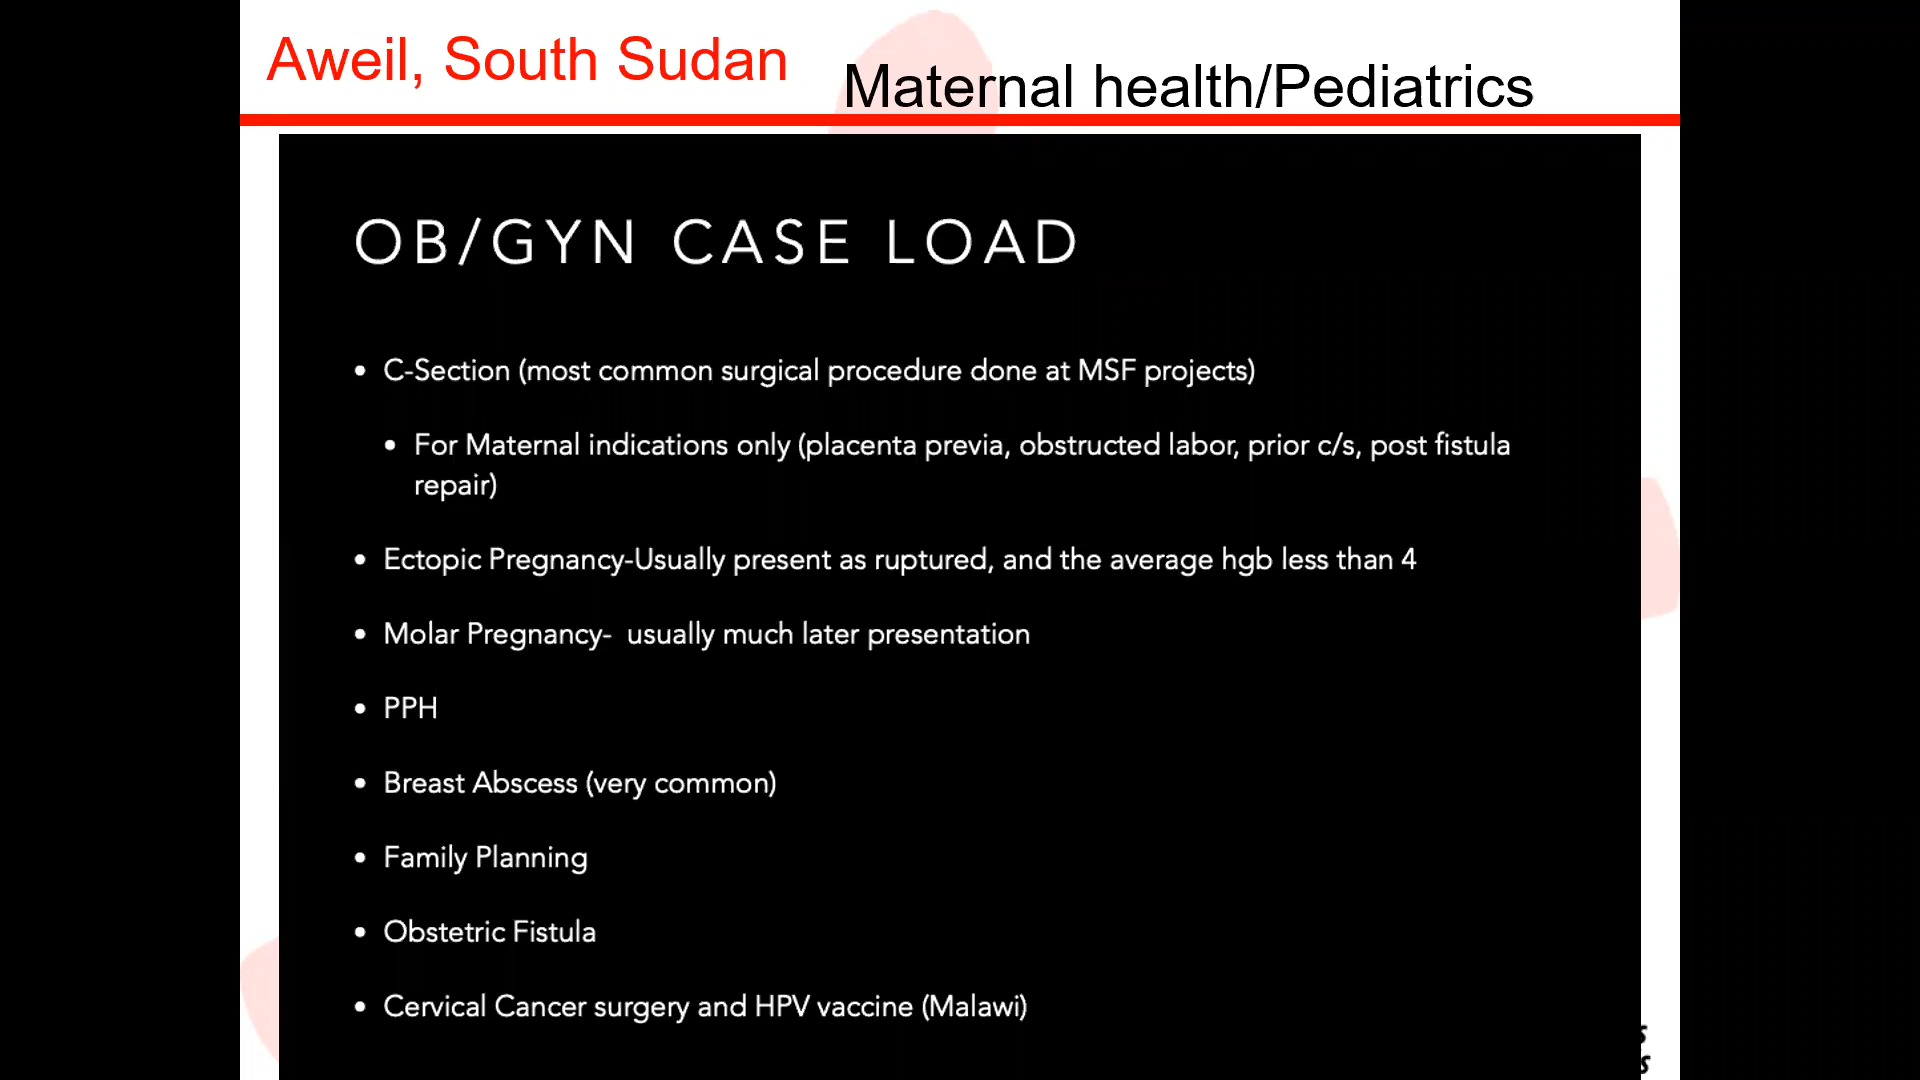 Aweil, South Sudan
Maternal health/Pediatrics
OB/GYN CASE LOAD
• C-Section (most common surgical procedure done at MSF projects)
• For Maternal indications only (placenta previa, obstructed labor, prior c/s, post fistula
repair)
• Ectopic Pregnancy-Usually present as ruptured, and the average hgb less than 4
• Molar Pregnancy- usually much later presentation
• PPH
• Breast Abscess (very common)
• Family Planning
• Obstetric Fistula
• Cervical Cancer surgery and HPV vaccine (Malawi)